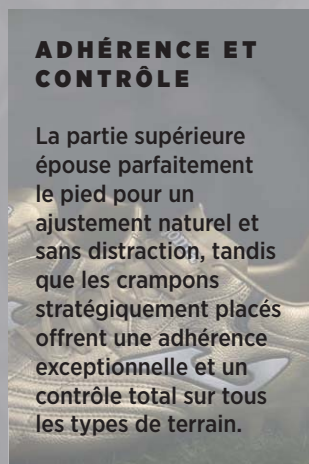 ADHÉRENCE ET
CONTRÔLE
La partie supérieure
épouse parfaitement
le pied pour un
ajustement naturel et
sans distraction, tandis
que les crampons
stratégiquement placés
offrent une adhérence
exceptionnelle et un
contrôle total sur tous
les types de terrain.